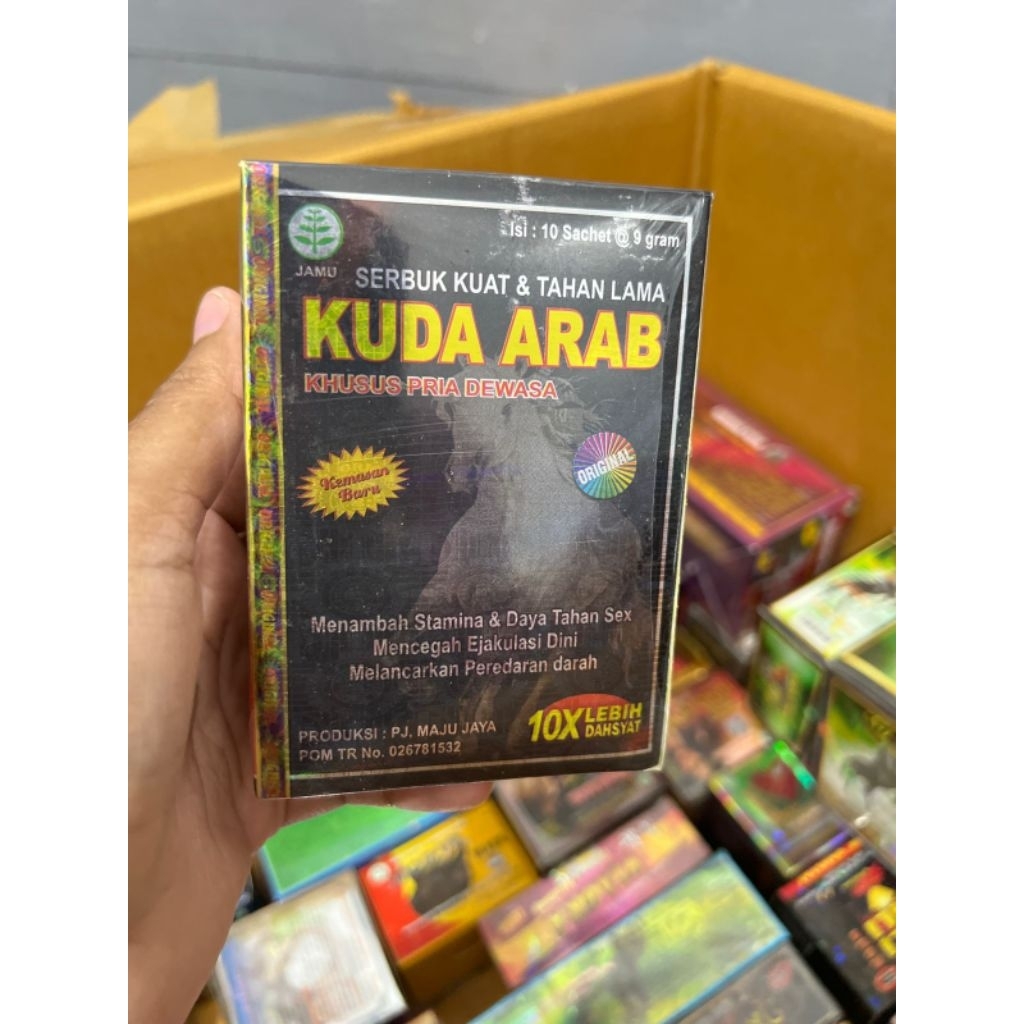 Isi : 10 Sachet @ 9 gram
JAMU
SERBUK KUAT & TAHAN LAMA
KUDA ARAB
KHUSUS PRIA DEWASA
Kemasan
Baru
ORIGINAL
Menambah Stamina & Daya Tahan Sex
Mencegah Ejakulasi Dini
Melancarkan Peredaran darah
10X LEBIH
DAHSYAT
PRODUKSI : PJ. MAJU JAYA
POM TR No. 026781532